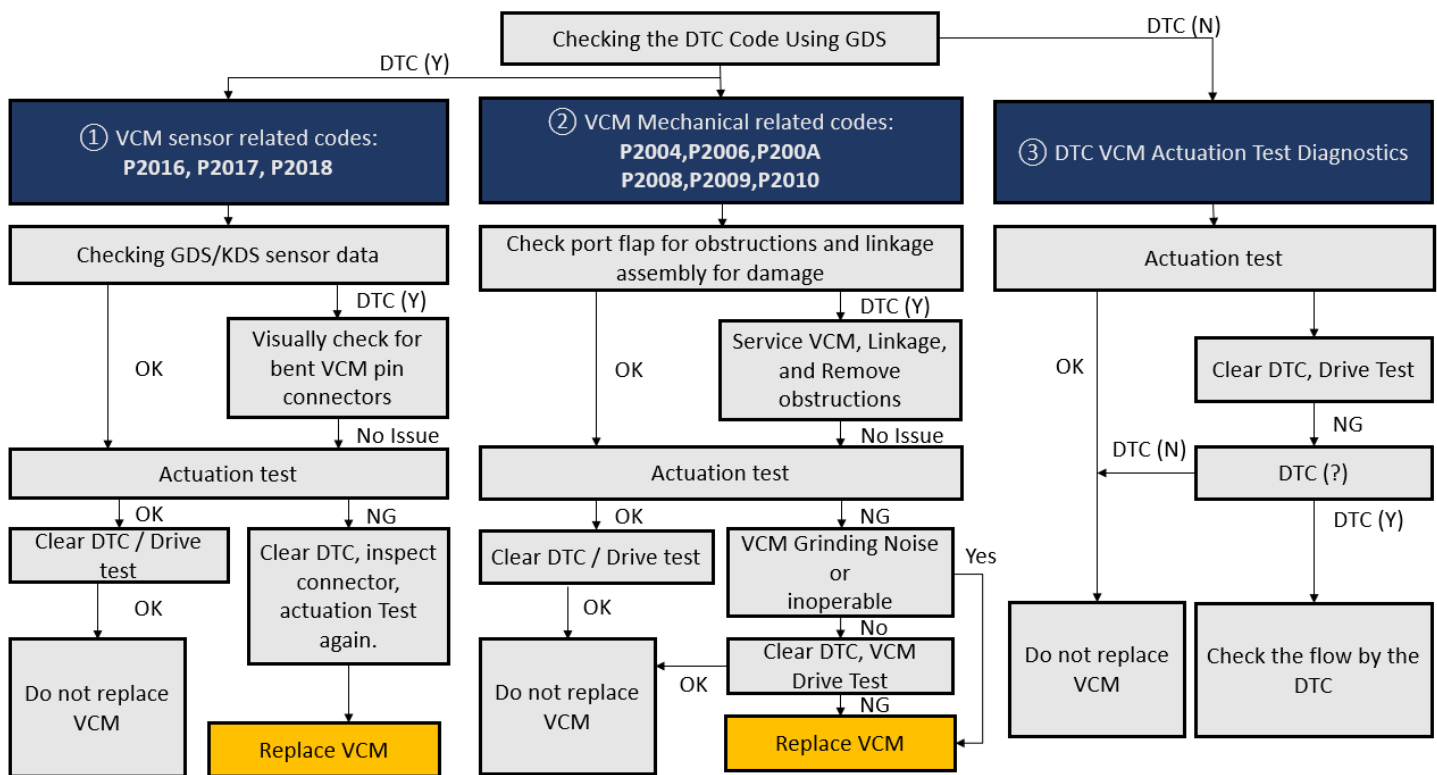 Checking the DTC Code Using GDS
DTC (N)
DTC (Y)
① VCM sensor related codes:
P2016, P2017, P2018
② VCM Mechanical related codes:
P2004,P2006,P200A
P2008,P2009,P2010
③ DTC VCM Actuation Test Diagnostics
Checking GDS/KDS sensor data
DTC (Y)
OK
Visually check for
bent VCM pin
connectors
No Issue
Actuation test
OK
NG
Clear DTC / Drive
test
Clear DTC, inspect
connector,
actuation Test
again.
OK
Do not replace
VCM
Replace VCM
Check port flap for obstructions and linkage
assembly for damage
DTC (Y)
OK
Service VCM, Linkage,
and Remove
obstructions
No Issue
Actuation test
OK
NG
Clear DTC / Drive test
VCM Grinding Noise
or
inoperable
Yes
OK
No
Clear DTC, VCM
Drive Test
OK
NG
Do not replace
VCM
Replace VCM
Actuation test
OK
Clear DTC, Drive Test
NG
DTC (N)
DTC (?)
DTC (Y)
Do not replace
VCM
Check the flow by the
DTC